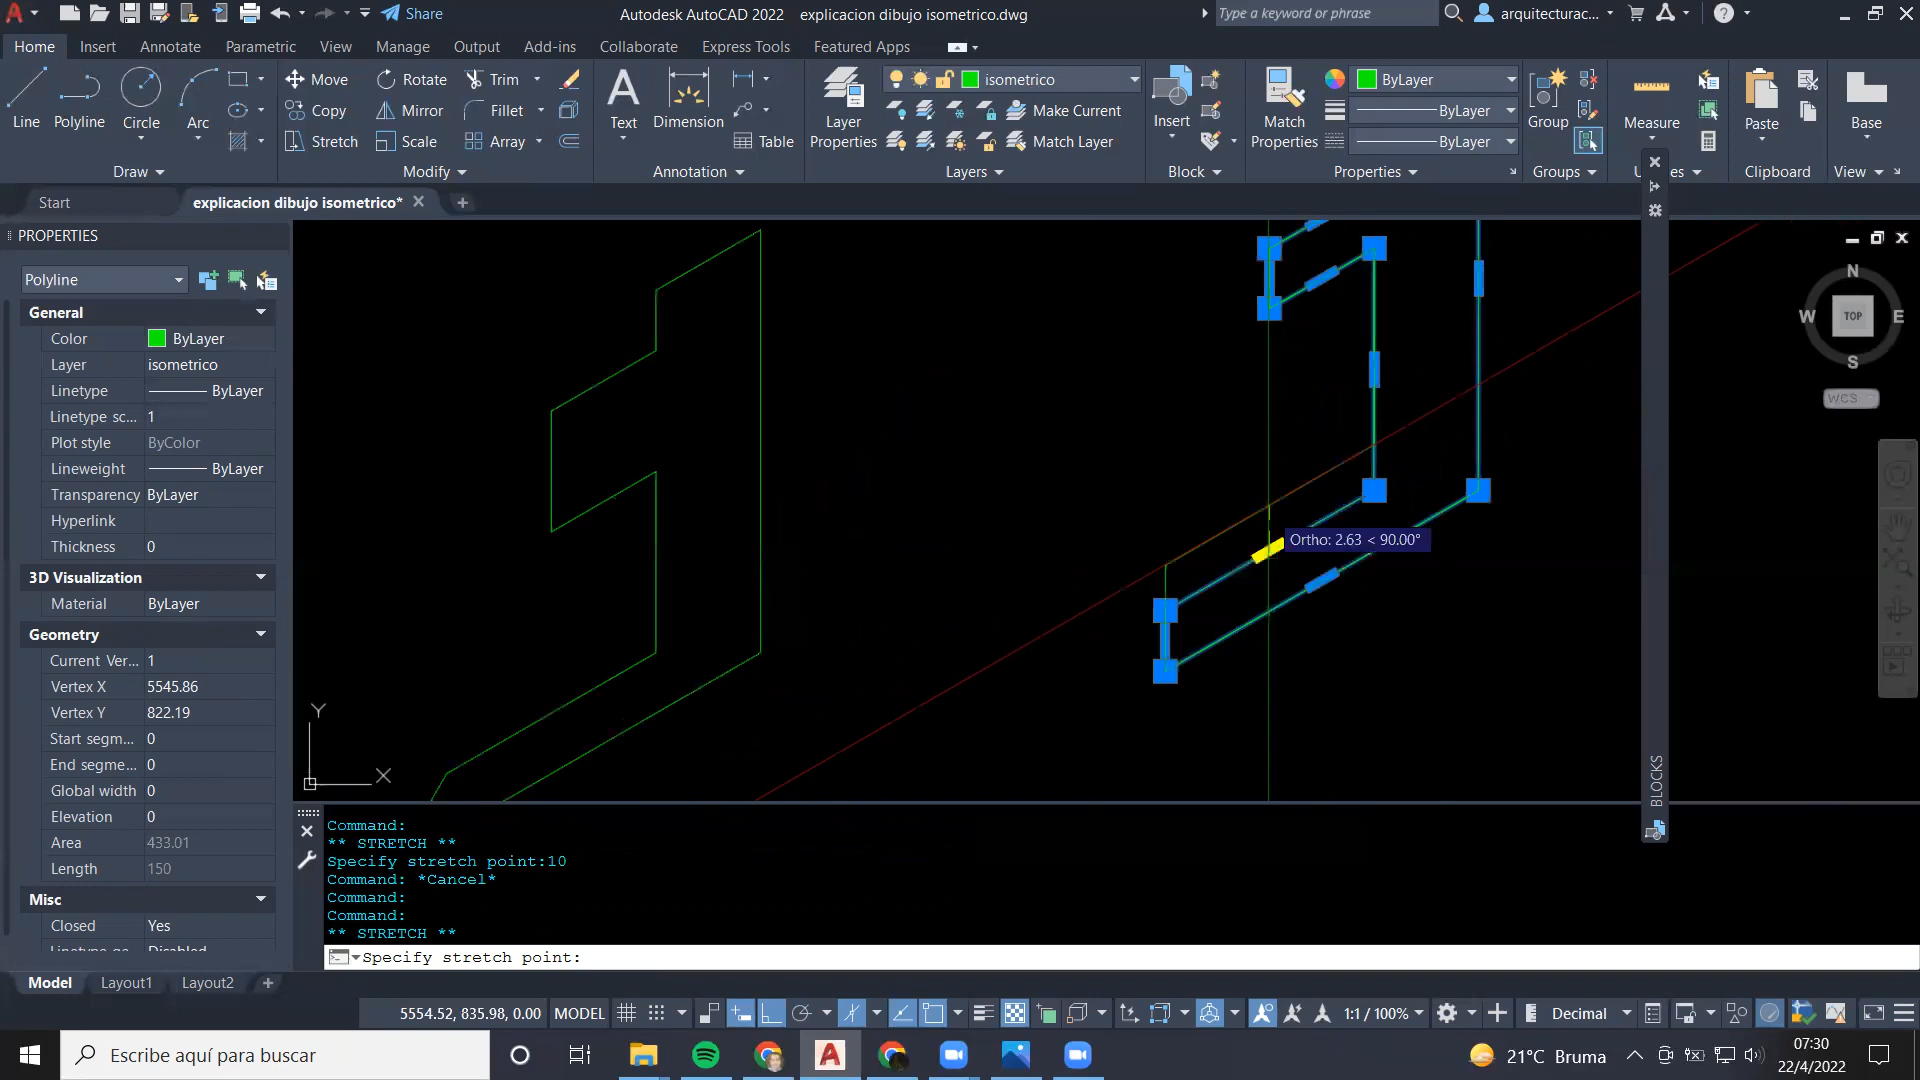 Share
Autodesk AutoCAD 2022 explicacion dibujo isometrico.dwg
Type a keyword or phrase
arquitecturac...
Home Insert Annotate Parametric View Manage Output Add-ins Collaborate Express Tools Featured Apps
Line Polyline Circle Arc
Move Rotate Trim
Copy Mirror Fillet
Stretch Scale Array
Text Dimension Table
Layer Properties
isometrico
Make Current
Match Layer
Insert
Match Properties
ByLayer
ByLayer
ByLayer
Group
Measure
Paste
Base
Draw Modify Annotation Layers Block Properties Groups Clipboard View
Start explicacion dibujo isometrico*
PROPERTIES
Polyline
General
Color ByLayer
Layer isometrico
Linetype ByLayer
Linetype sc... 1
Plot style ByColor
Lineweight ByLayer
Transparency ByLayer
Hyperlink
Thickness 0
3D Visualization
Material ByLayer
Geometry
Current Ver... 1
Vertex X 5545.86
Vertex Y 822.19
Start segm... 0
End segme... 0
Global width 0
Elevation 0
Area 433.01
Length 150
Misc
Closed Yes
Ortho: 2.63 < 90.00°
N
W TOP E
S
WCS
BLOCKS
Y
X
Command:
** STRETCH **
Specify stretch point:10
Command: *Cancel*
Command:
Command:
** STRETCH **
Specify stretch point:
Model Layout1 Layout2
5554.52, 835.98, 0.00 MODEL 1:1 / 100% Decimal
Escribe aquí para buscar
21°C Bruma
07:30
22/4/2022